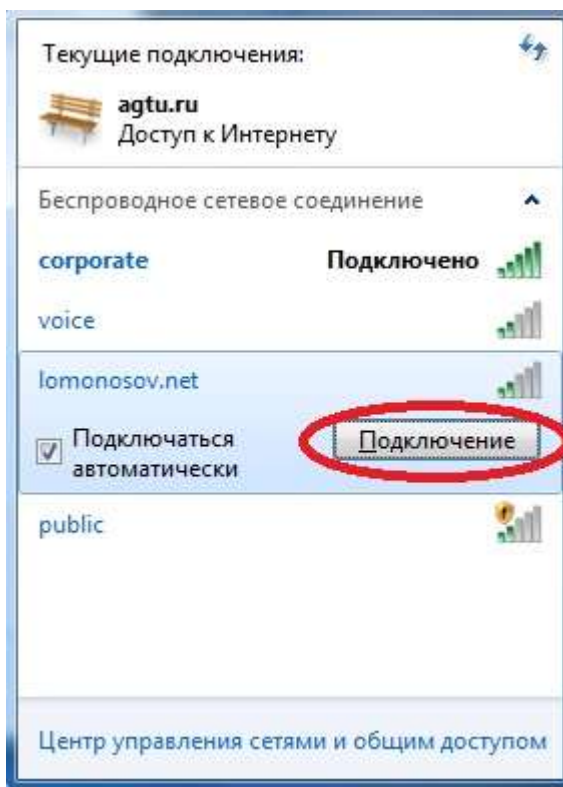 Текущие подключения:
agtu.ru
Доступ к Интернету
Беспроводное сетевое соединение
corporate Подключено
voice
lomonosov.net
Подключаться
автоматически
Подключение
public
Центр управления сетями и общим доступом